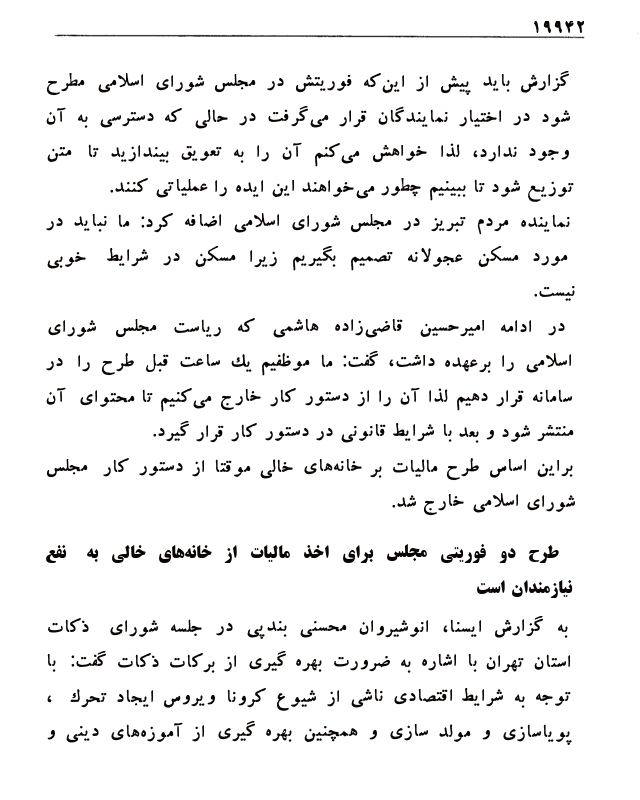 ۱۹۹۴۲
گزارش باید پیش از این‌که فوریتش در مجلس شورای اسلامی مطرح
شود در اختیار نمایندگان قرار می‌گرفت در حالی که دسترسی به آن
وجود ندارد، لذا خواهش می‌کنم آن را به تعویق بیندازید تا متن
توزیع شود تا ببینیم چطور می‌خواهند این ایده را عملیاتی کنند.
نماینده مردم تبریز در مجلس شورای اسلامی اضافه کرد: ما نباید در
مورد مسکن عجولانه تصمیم بگیریم زیرا مسکن در شرایط خوبی
نیست.
در ادامه امیرحسین قاضی‌زاده هاشمی که ریاست مجلس شورای
اسلامی را برعهده داشت، گفت: ما موظفیم یك ساعت قبل طرح را در
سامانه قرار دهیم لذا آن را از دستور کار خارج می‌کنیم تا محتوای آن
منتشر شود و بعد با شرایط قانونی در دستور کار قرار گیرد.
براین اساس طرح مالیات بر خانه‌های خالی موقتا از دستور کار مجلس
شورای اسلامی خارج شد.
طرح دو فوریتی مجلس برای اخذ مالیات از خانه‌های خالی به نفع
نیازمندان است
به گزارش ایسنا، انوشیروان محسنی بندپی در جلسه شورای ذکات
استان تهران با اشاره به ضرورت بهره گیری از برکات ذکات گفت: با
توجه به شرایط اقتصادی ناشی از شیوع کرونا ویروس ایجاد تحرك ،
پویاسازی و مولد سازی و همچنین بهره گیری از آموزه‌های دینی و